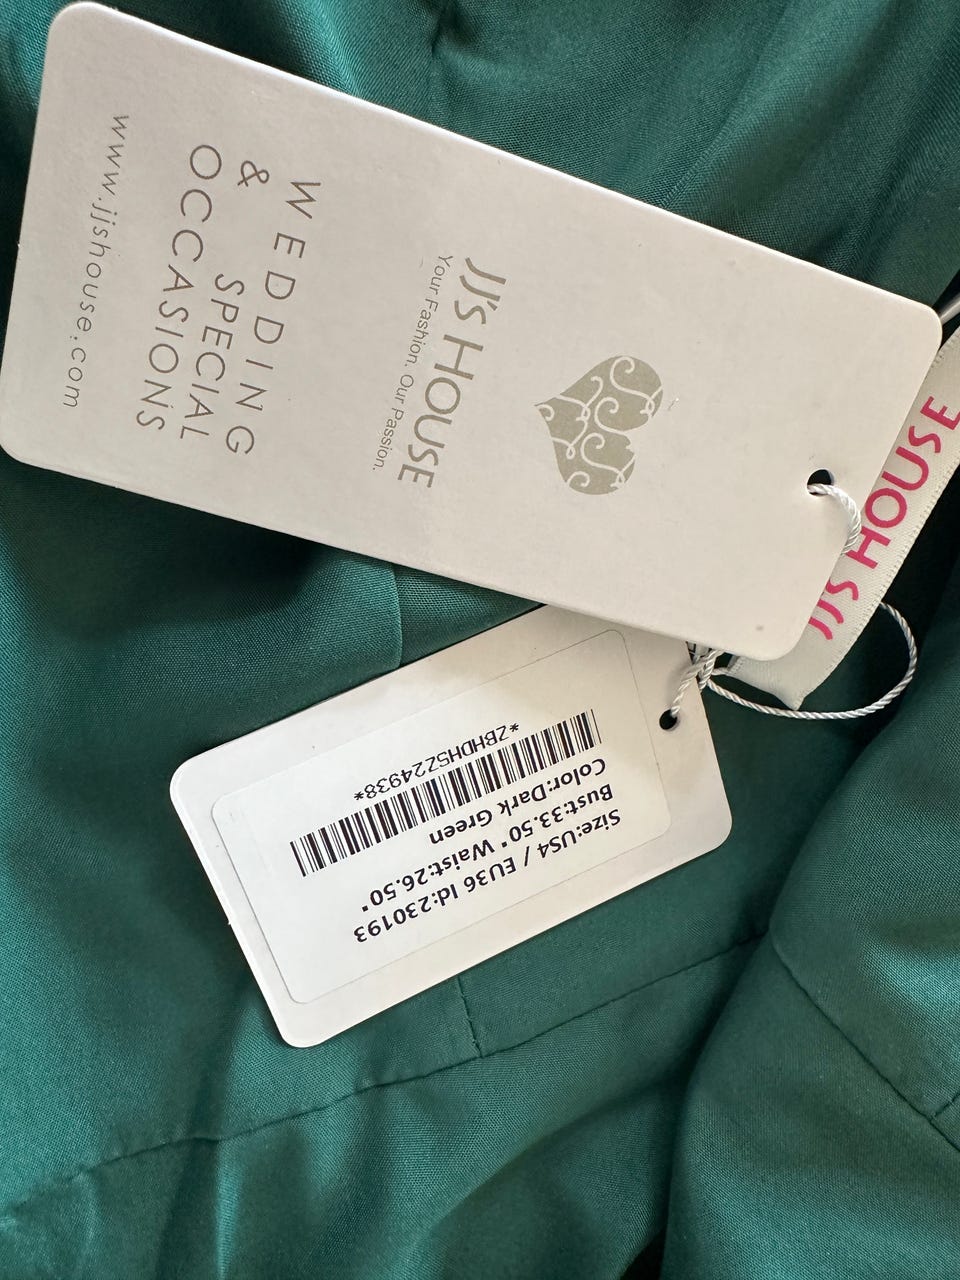 JJ'S HOUSE
Your Fashion. Our Passion.
WEDDING
& SPECIAL
OCCASIONS
www.jjshouse.com
JJ'S HOUSE
Size:US4 / EU36 Id:230193
Bust:33.50" Waist:26.50"
Color:Dark Green
*ZBHDH5Z24938*